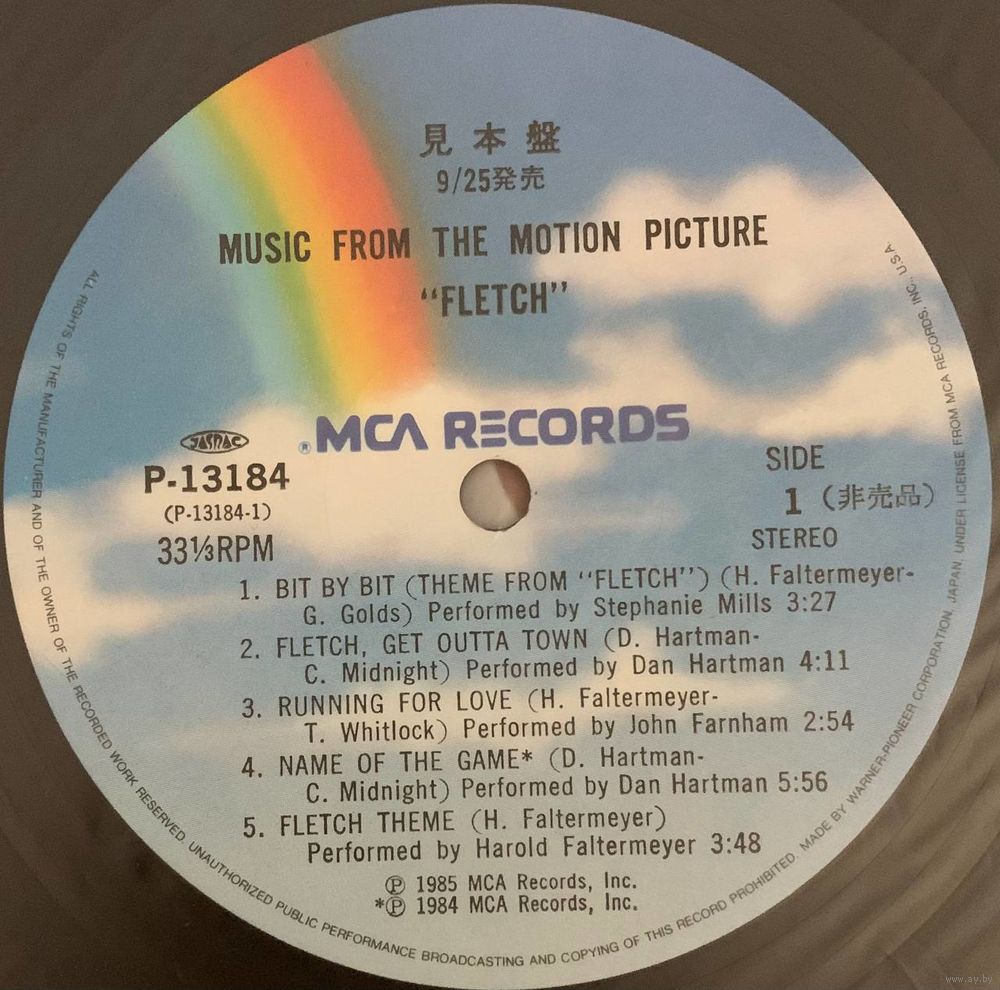 見本盤
9/25発売
MUSIC FROM THE MOTION PICTURE
“FLETCH”
® MCA RECORDS
JASRAC
P-13184
(P-13184-1)
33⅓RPM
SIDE
1 (非売品)
STEREO
1. BIT BY BIT (THEME FROM “FLETCH”) (H. Faltermeyer-
G. Golds) Performed by Stephanie Mills 3:27
2. FLETCH, GET OUTTA TOWN (D. Hartman-
C. Midnight) Performed by Dan Hartman 4:11
3. RUNNING FOR LOVE (H. Faltermeyer-
T. Whitlock) Performed by John Farnham 2:54
4. NAME OF THE GAME* (D. Hartman-
C. Midnight) Performed by Dan Hartman 5:56
5. FLETCH THEME (H. Faltermeyer)
Performed by Harold Faltermeyer 3:48
℗ 1985 MCA Records, Inc.
*℗ 1984 MCA Records, Inc.
ALL RIGHTS OF THE MANUFACTURER AND OF THE OWNER OF THE RECORDED WORK RESERVED. UNAUTHORIZED PUBLIC PERFORMANCE BROADCASTING AND COPYING OF THIS RECORD PROHIBITED. MADE BY WARNER-PIONEER CORPORATION, JAPAN, UNDER LICENSE FROM MCA RECORDS, INC., U.S.A.
www.ay.by